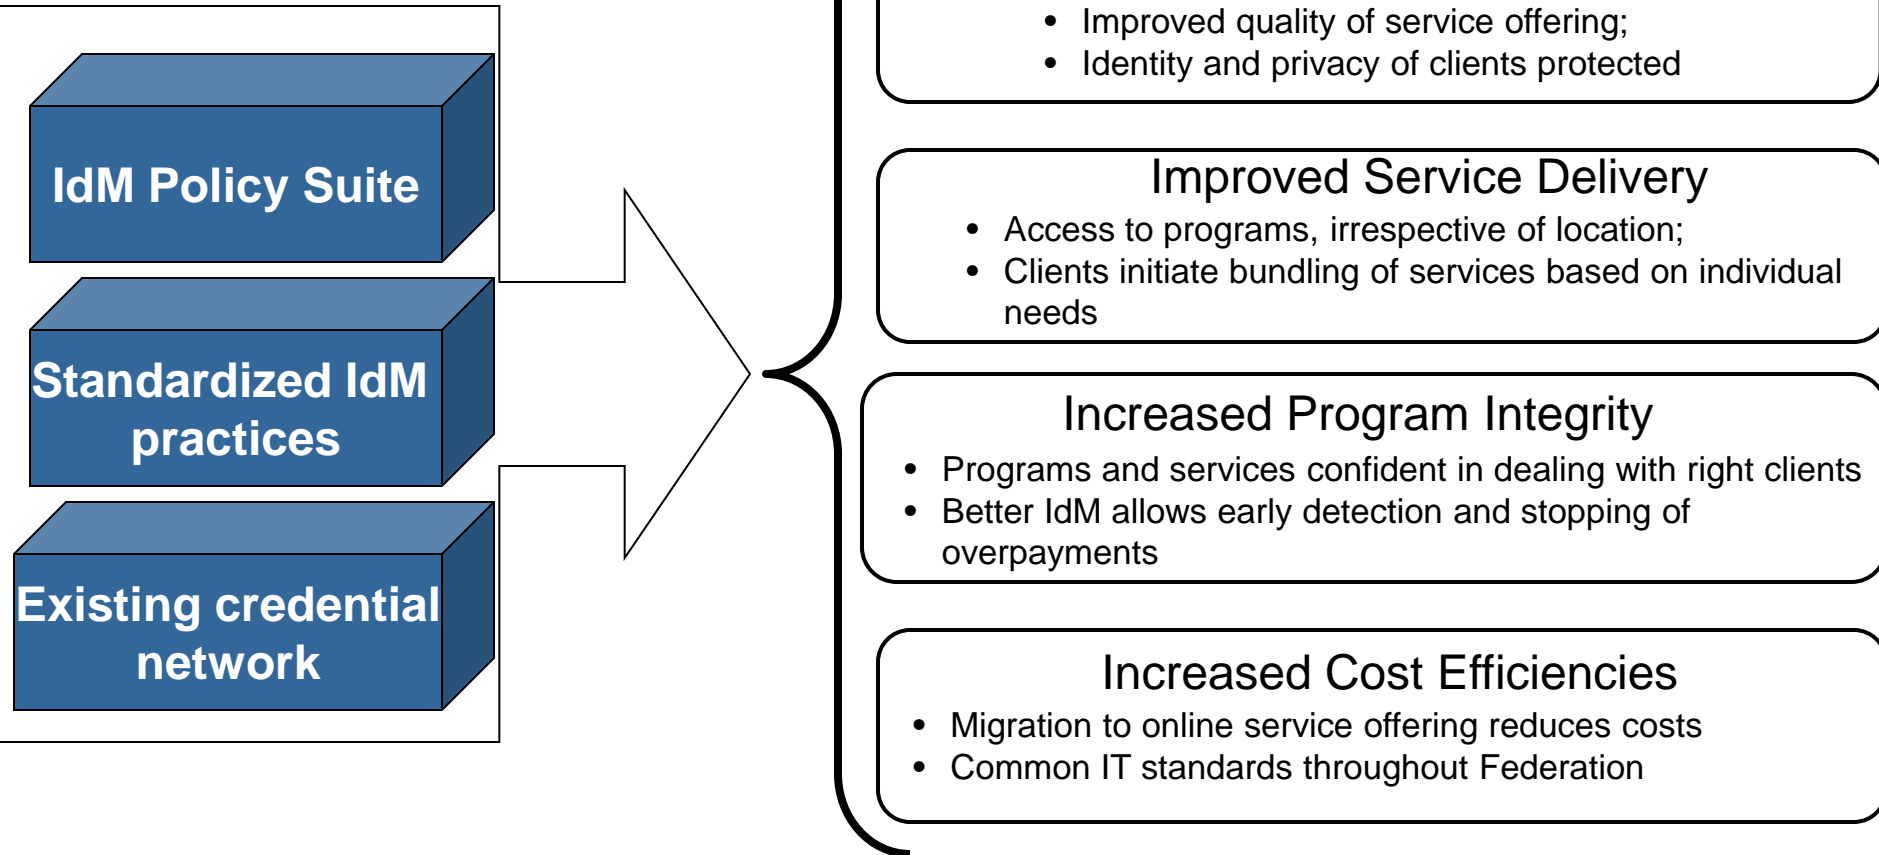 IdM Policy Suite
Standardized IdM
practices
Existing credential
network
• Improved quality of service offering;
• Identity and privacy of clients protected
Improved Service Delivery
• Access to programs, irrespective of location;
• Clients initiate bundling of services based on individual
needs
Increased Program Integrity
• Programs and services confident in dealing with right clients
• Better IdM allows early detection and stopping of
overpayments
Increased Cost Efficiencies
• Migration to online service offering reduces costs
• Common IT standards throughout Federation